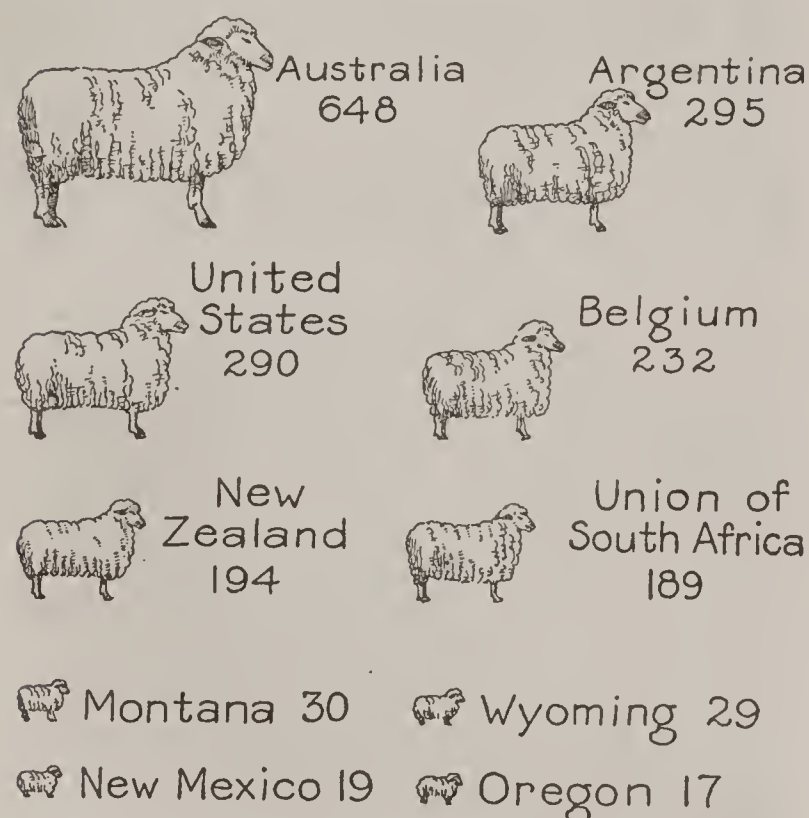 Australia
648
Argentina
295
United
States
290
Belgium
232
New
Zealand
194
Union of
South Africa
189
Montana 30
Wyoming 29
New Mexico 19
Oregon 17